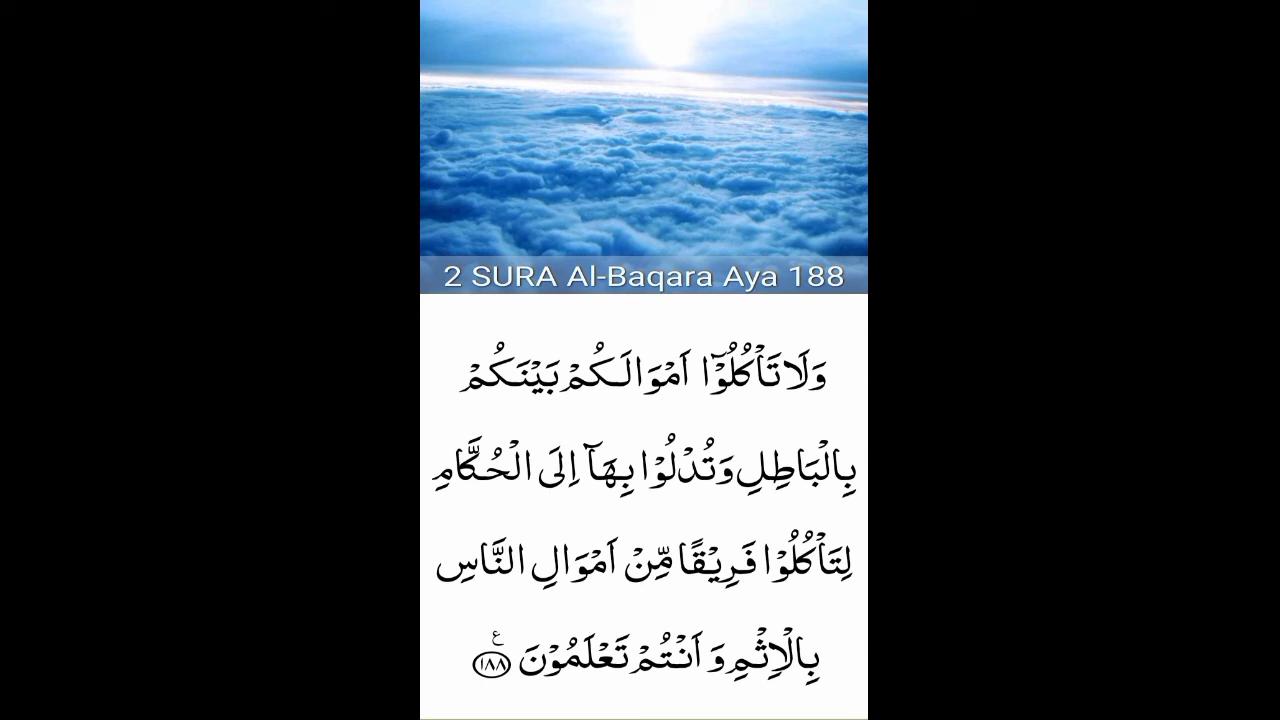 2 SURA Al-Baqara Aya 188
وَلَا تَأْكُلُوْٓا اَمْوَالَكُمْ بَيْنَكُمْ
بِالْبَاطِلِ وَتُدْلُوْا بِهَآ اِلَى الْحُكَّامِ
لِتَأْكُلُوْا فَرِيْقًا مِّنْ اَمْوَالِ النَّاسِ
بِالْاِثْمِ وَ اَنْتُمْ تَعْلَمُوْنَ ع ١٨٨